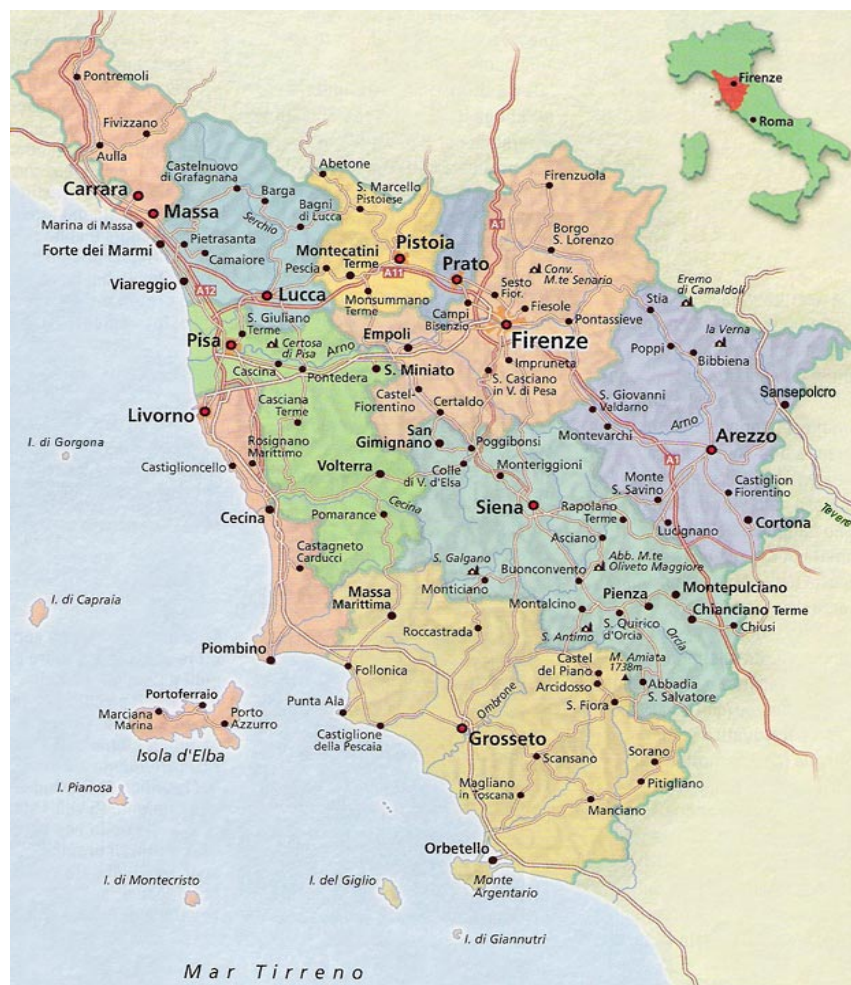 Pontremoli
Firenze
Roma
Fivizzano
Aulla
Castelnuovo
di Grafagnana
Abetone
Firenzuola
Carrara
Barga
S. Marcello
Pistoiese
Massa
Bagni
di Lucca
A1
Marina di Massa
Serchio
Borgo
S. Lorenzo
Forte dei Marmi
Pietrasanta
Montecatini
Terme
Pistoia
Camaiore
Pescia
A11
Prato
Conv.
M.te Senario
Eremo
di Camaldoli
Viareggio
A12
Lucca
Monsummano
Terme
Sesto
Fior.
Stia
Campi
Bisenzio
Fiesole
Pontassieve
la Verna
S. Giuliano
Terme
Pisa
Certosa
di Pisa
Arno
Empoli
Firenze
Poppi
Bibbiena
Cascina
Pontedera
S. Miniato
Impruneta
S. Casciano
in V. di Pesa
Casciana
Terme
Castel-
Fiorentino
Certaldo
S. Giovanni
Valdarno
Sansepolcro
Livorno
Arno
I. di Gorgona
Rosignano
Marittimo
San
Gimignano
Poggibonsi
Montevarchi
Arezzo
Castiglioncello
Volterra
Colle
di V. d'Elsa
Monteriggioni
A1
Monte
S. Savino
Castiglion
Fiorentino
Cecina
Pomarance
Cecina
Siena
Rapolano
Terme
Tevere
Lucignano
Cortona
Asciano
Castagneto
Carducci
S. Galgano
Buonconvento
Abb. M.te
Oliveto Maggiore
Monticiano
I. di Capraia
Massa
Marittima
Montalcino
Pienza
Montepulciano
Chianciano Terme
Roccastrada
S. Antimo
S. Quirico
d'Orcia
Orcia
Chiusi
Piombino
Follonica
Castel
del Piano
M. Amiata
1738m
Arcidosso
Abbadia
S. Salvatore
Portoferraio
Marciana
Marina
Porto
Azzurro
Punta Ala
Ombrone
S. Fiora
Isola d'Elba
Castiglione
della Pescaia
Grosseto
Scansano
Sorano
I. Pianosa
Magliano
in Toscana
Pitigliano
Manciano
Orbetello
I. di Montecristo
I. del Giglio
Monte
Argentario
I. di Giannutri
Mar Tirreno